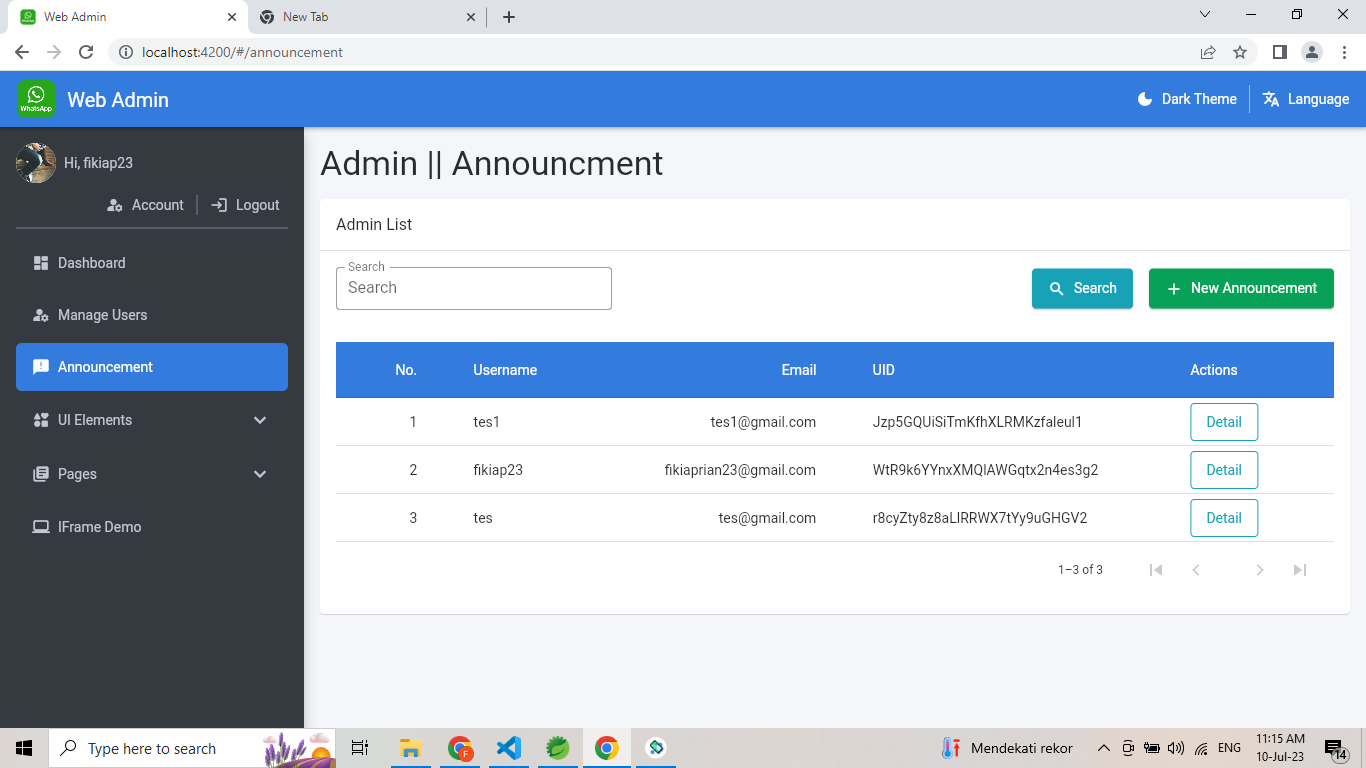 Web Admin
New Tab
localhost:4200/#/announcement
WhatsApp
Web Admin
Dark Theme
Language
Hi, fikiap23
Account
Logout
Dashboard
Manage Users
Announcement
UI Elements
Pages
IFrame Demo
Admin || Announcment
Admin List
Search
Search
Search
New Announcement
No. Username Email UID Actions
1 tes1 tes1@gmail.com Jzp5GQUiSiTmKfhXLRMKzfaleul1 Detail
2 fikiap23 fikiaprian23@gmail.com WtR9k6YYnxXMQlAWGqtx2n4es3g2 Detail
3 tes tes@gmail.com r8cyZty8z8aLlRRWX7tYy9uGHGV2 Detail
1–3 of 3
Type here to search
F
Mendekati rekor
ENG
11:15 AM
10-Jul-23
14